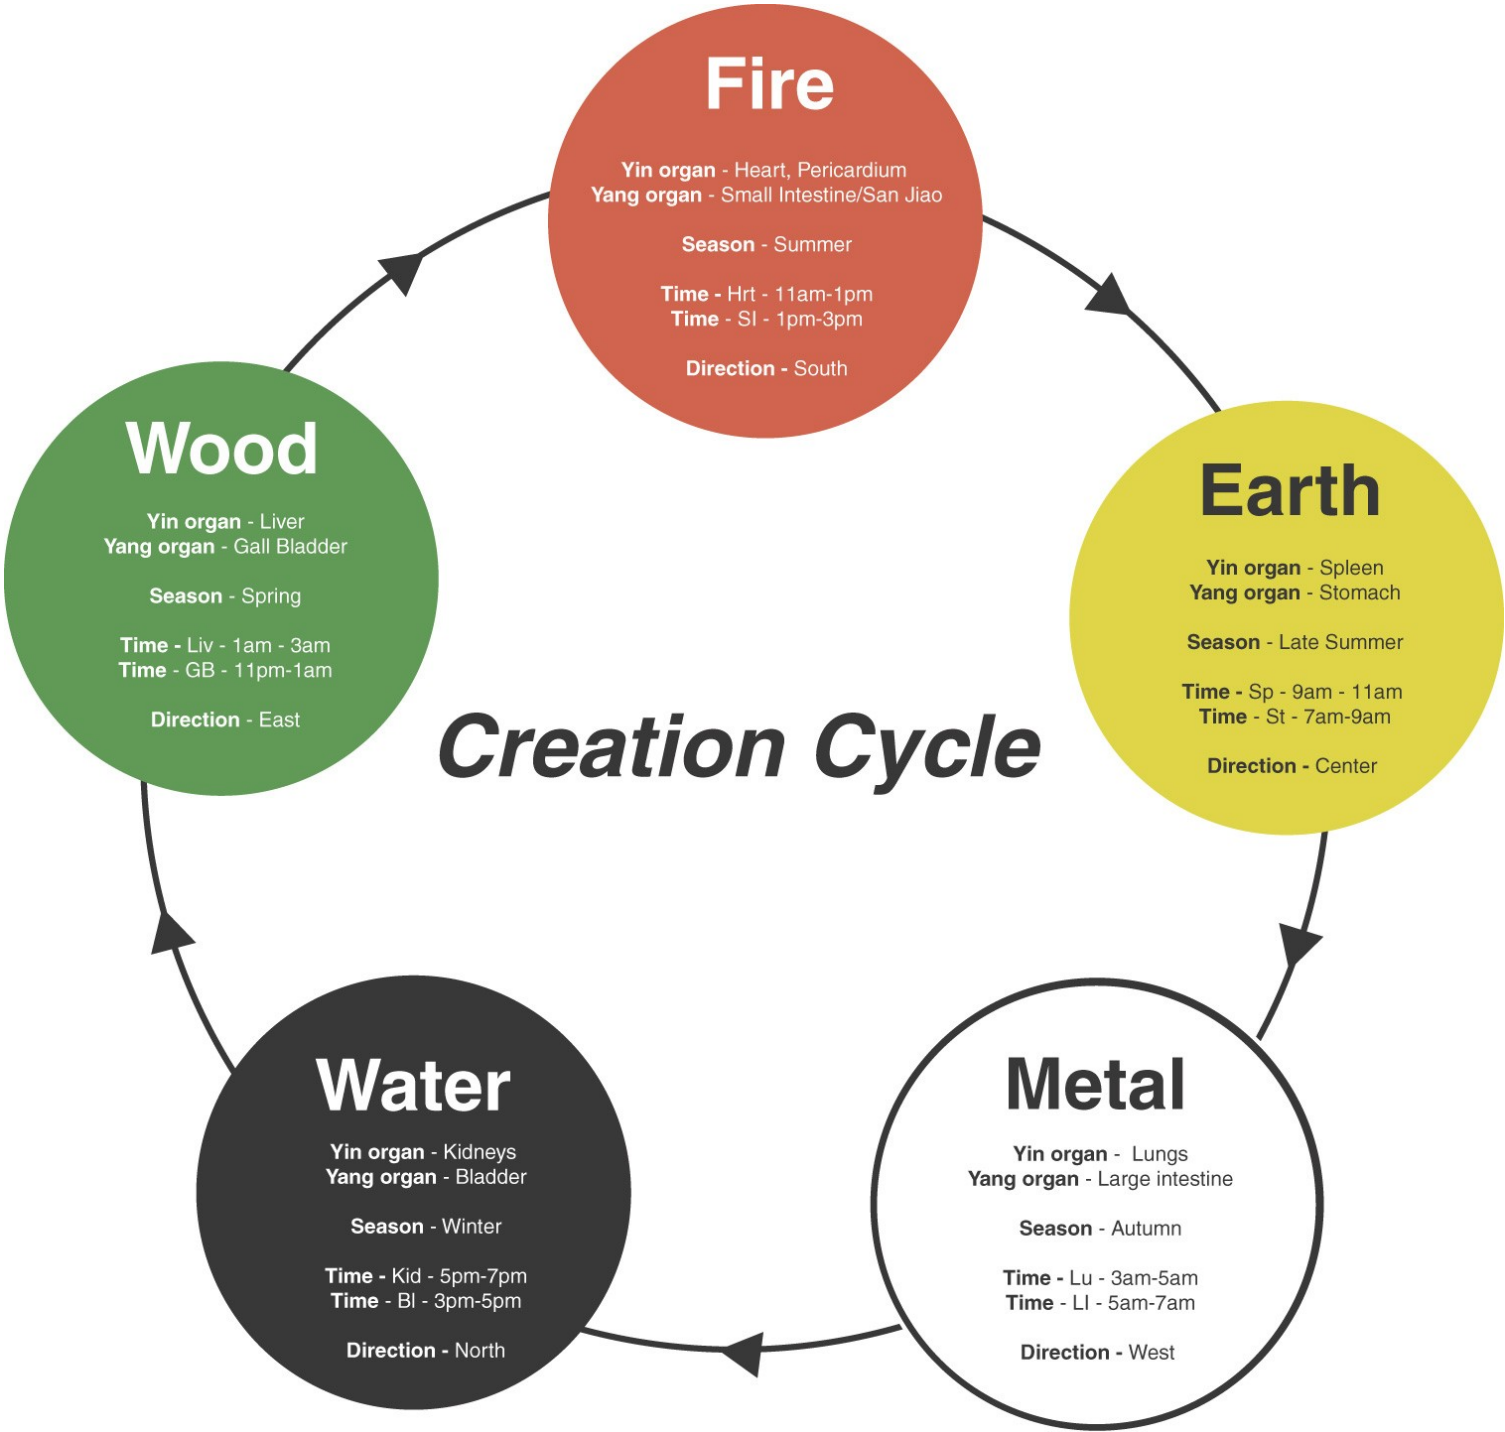 Fire
Yin organ - Heart, Pericardium
Yang organ - Small Intestine/San Jiao
Season - Summer
Time - Hrt - 11am-1pm
Time - SI - 1pm-3pm
Direction - South
Wood
Yin organ - Liver
Yang organ - Gall Bladder
Season - Spring
Time - Liv - 1am - 3am
Time - GB - 11pm-1am
Direction - East
Earth
Yin organ - Spleen
Yang organ - Stomach
Season - Late Summer
Time - Sp - 9am - 11am
Time - St - 7am-9am
Direction - Center
Creation Cycle
Water
Yin organ - Kidneys
Yang organ - Bladder
Season - Winter
Time - Kid - 5pm-7pm
Time - Bl - 3pm-5pm
Direction - North
Metal
Yin organ - Lungs
Yang organ - Large intestine
Season - Autumn
Time - Lu - 3am-5am
Time - LI - 5am-7am
Direction - West